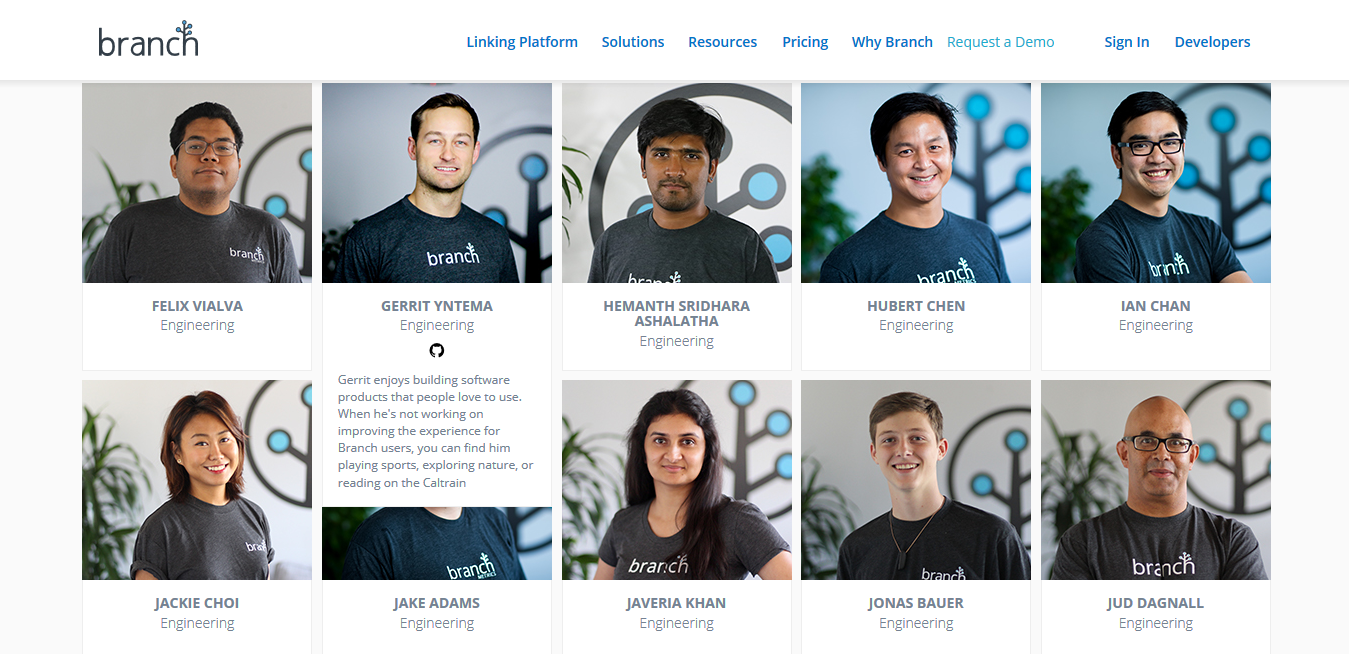 branch
Linking Platform Solutions Resources Pricing Why Branch Request a Demo Sign In Developers
branch
branch
branch
branch
branch
FELIX VIALVA
Engineering
GERRIT YNTEMA
Engineering
Gerrit enjoys building software
products that people love to use.
When he's not working on
improving the experience for
Branch users, you can find him
playing sports, exploring nature, or
reading on the Caltrain
HEMANTH SRIDHARA
ASHALATHA
Engineering
HUBERT CHEN
Engineering
IAN CHAN
Engineering
branch
METRICS
branch
branch
branch
JACKIE CHOI
Engineering
JAKE ADAMS
Engineering
JAVERIA KHAN
Engineering
JONAS BAUER
Engineering
JUD DAGNALL
Engineering